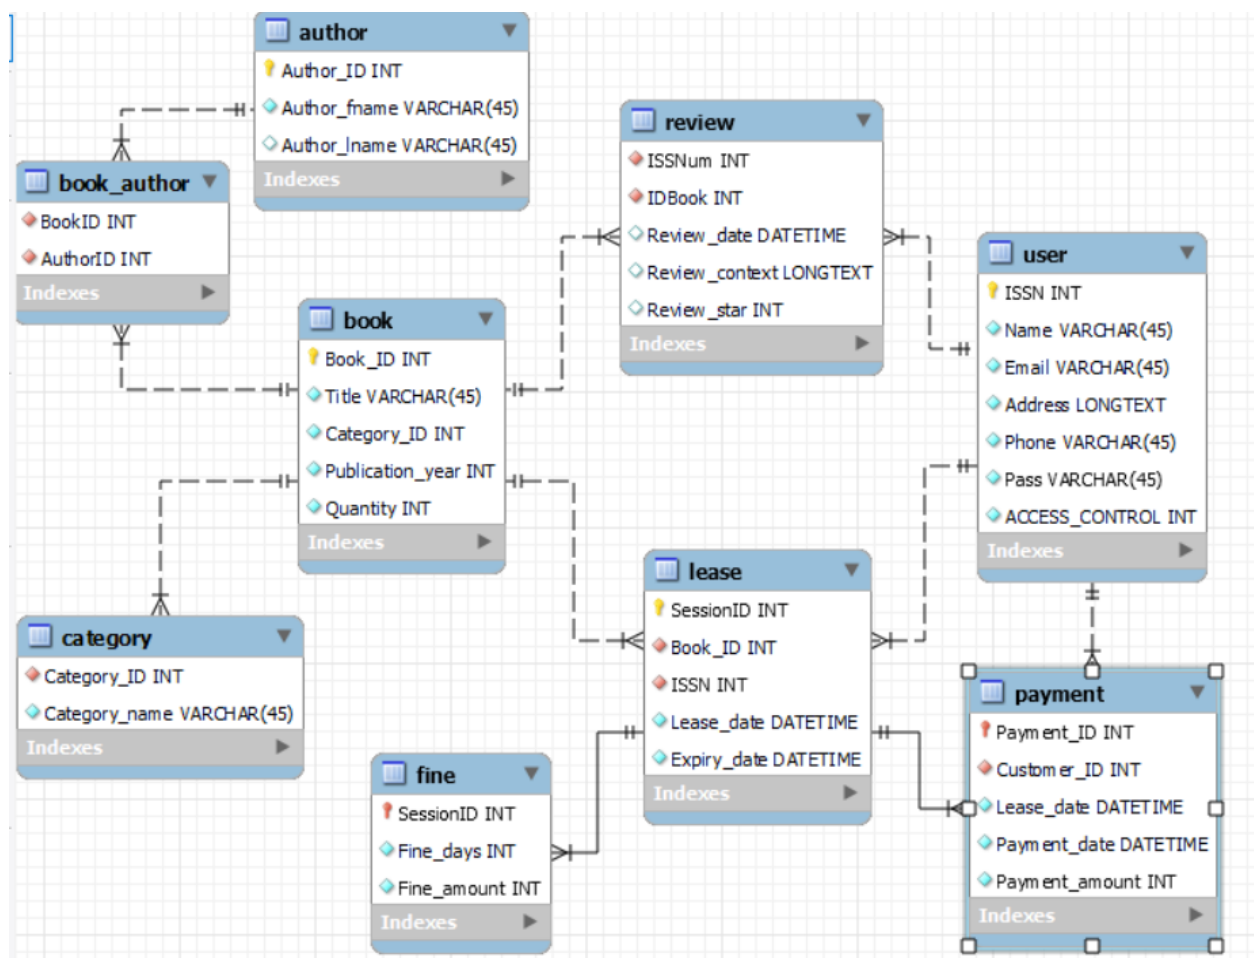 author
Author_ID INT
Author_fname VARCHAR(45)
Author_lname VARCHAR(45)
Indexes
book_author
BookID INT
AuthorID INT
Indexes
review
ISSNum INT
IDBook INT
Review_date DATETIME
Review_context LONGTEXT
Review_star INT
Indexes
user
ISSN INT
Name VARCHAR(45)
Email VARCHAR(45)
Address LONGTEXT
Phone VARCHAR(45)
Pass VARCHAR(45)
ACCESS_CONTROL INT
Indexes
book
Book_ID INT
Title VARCHAR(45)
Category_ID INT
Publication_year INT
Quantity INT
Indexes
category
Category_ID INT
Category_name VARCHAR(45)
Indexes
lease
SessionID INT
Book_ID INT
ISSN INT
Lease_date DATETIME
Expiry_date DATETIME
Indexes
fine
SessionID INT
Fine_days INT
Fine_amount INT
Indexes
payment
Payment_ID INT
Customer_ID INT
Lease_date DATETIME
Payment_date DATETIME
Payment_amount INT
Indexes